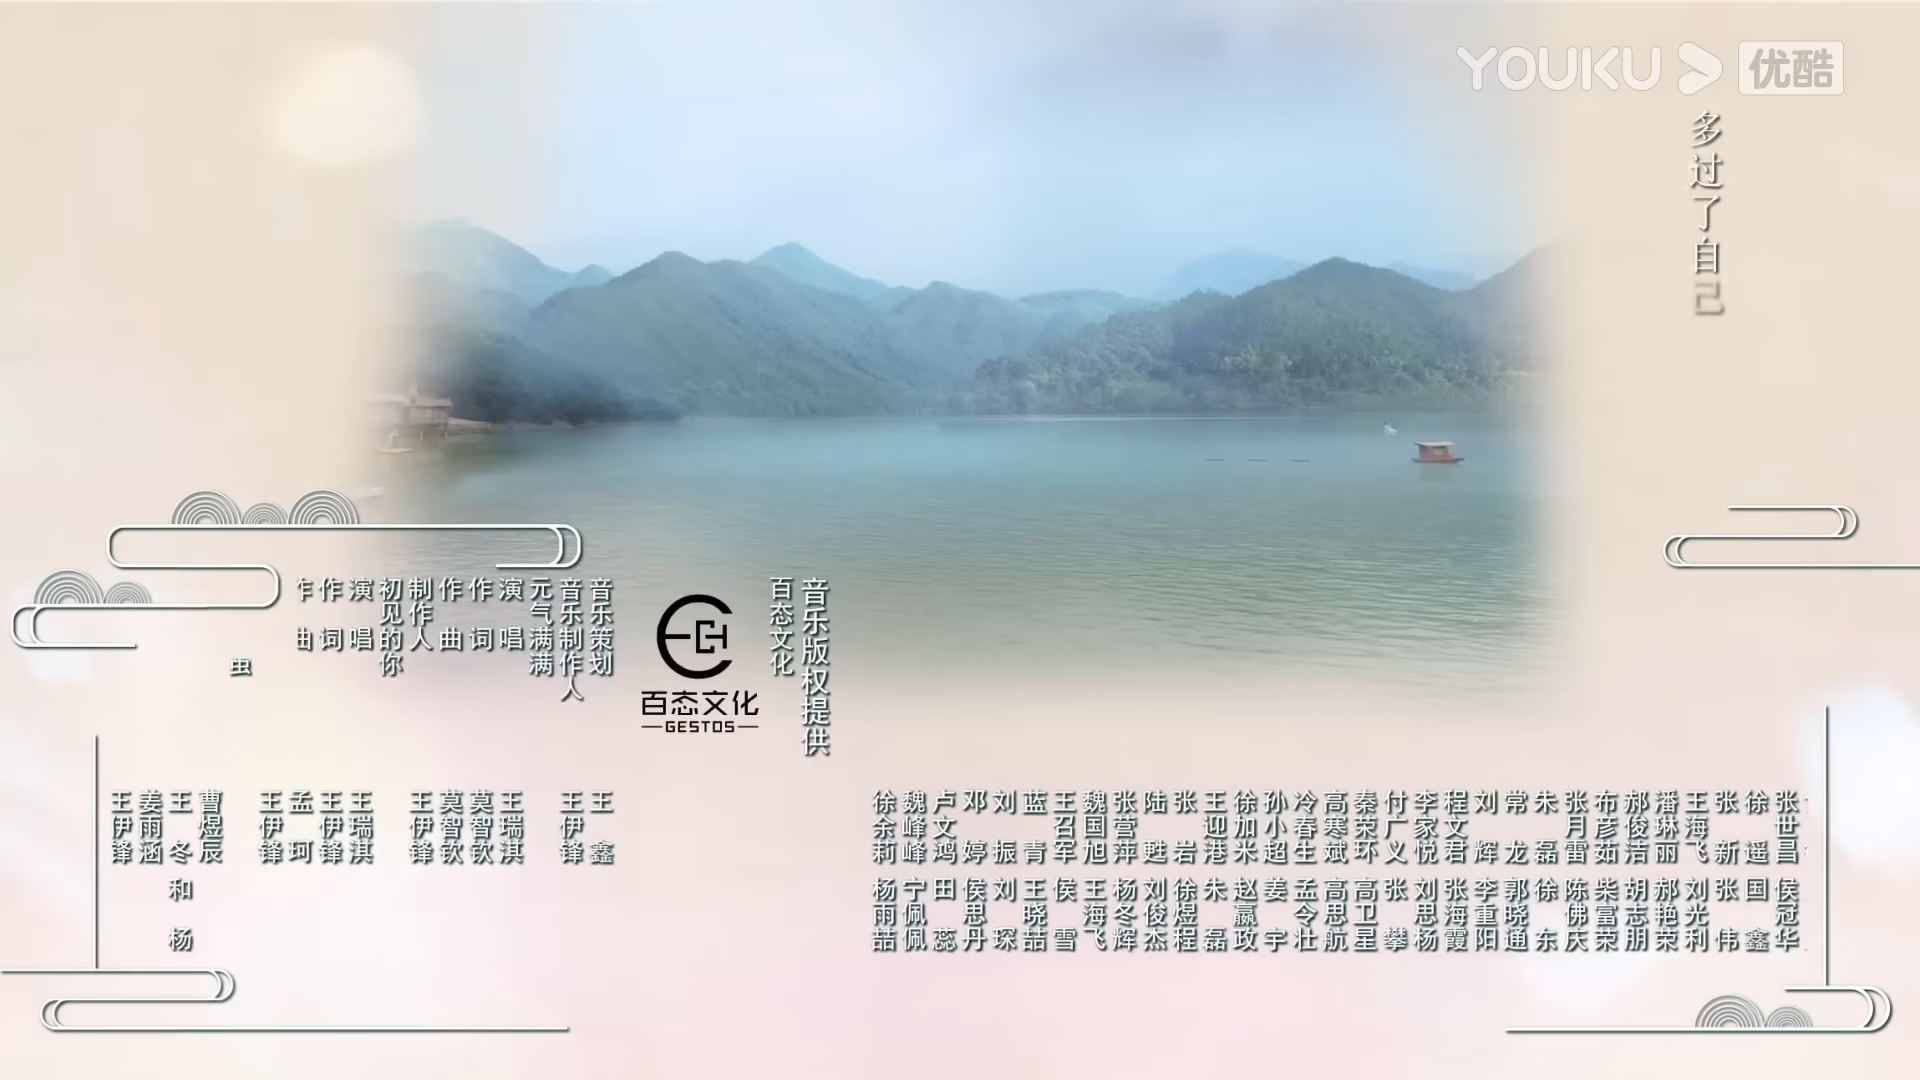 YOUKU 优酷
多过了自己
张世昌
徐遥
张新
王海飞
潘琳丽
郝俊洁
布彦茹
张月雷
朱磊
常龙
刘辉
程文君
李家悦
付广义
秦荣环
高寒斌
冷春生
孙小超
徐加米
王迎港
张岩
陆甦
张营萍
魏国旭
王召军
蓝青
刘振
邓婷
卢文鸿
魏峰峰
徐余莉
侯冠华
国鑫
张伟
刘光利
郝艳荣
胡志朋
柴富荣
陈佛庆
徐东
郭晓通
李重阳
张海霞
刘思杨
张攀
高卫星
高思航
孟令壮
姜宇
赵赢政
朱磊
徐煜程
刘俊杰
杨冬辉
王海飞
侯雪
王晓喆
刘琛
侯思丹
田蕊
宁佩佩
杨雨喆
音乐版权提供
百态文化
百态文化
GESTOS
音乐策划 王鑫
音乐制作人 王伊锋
元气满满
演唱 王瑞淇
作词 莫智钦
作曲 莫智钦
制作人 王伊锋
初见的你
演唱 王瑞淇
作词 王伊锋
作曲 孟珂
王伊锋
曹煜辰
王冬和杨
姜雨涵
王伊锋